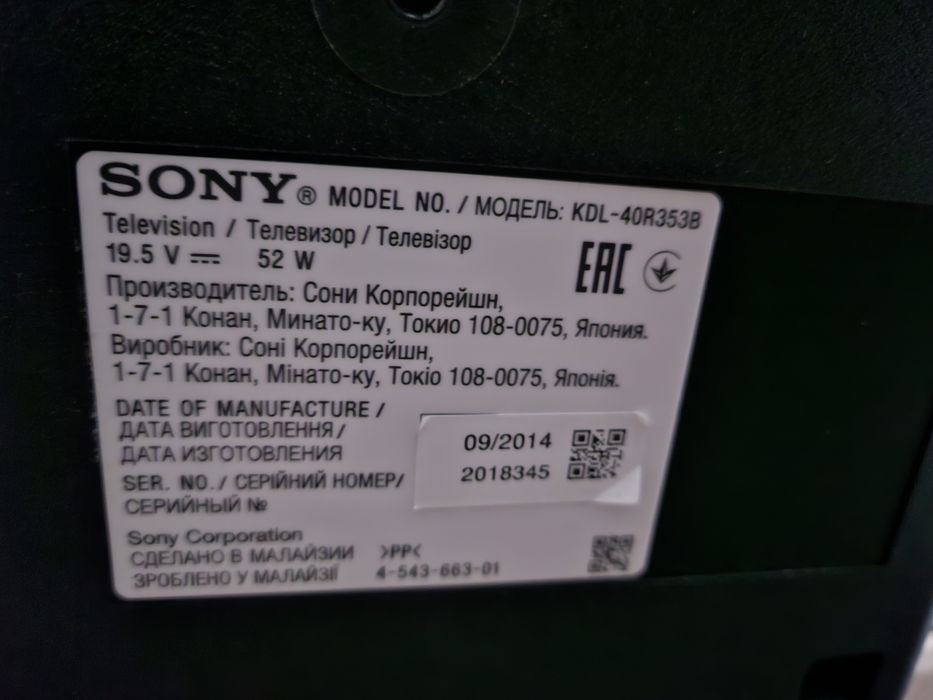 SONY® MODEL NO. / МОДЕЛЬ: KDL-40R353B
Television / Телевизор / Телевізор
19.5 V ⎓ 52 W
EAC
Производитель: Сони Корпорейшн,
1-7-1 Конан, Минато-ку, Токио 108-0075, Япония.
Виробник: Соні Корпорейшн,
1-7-1 Конан, Мінато-ку, Токіо 108-0075, Японія.
DATE OF MANUFACTURE /
ДАТА ВИГОТОВЛЕННЯ /
ДАТА ИЗГОТОВЛЕНИЯ
09/2014
SER. NO. / СЕРІЙНИЙ НОМЕР/
СЕРИЙНЫЙ №
2018345
Sony Corporation
СДЕЛАНО В МАЛАЙЗИИ >PP<
ЗРОБЛЕНО У МАЛАЙЗІЇ 4-543-663-01